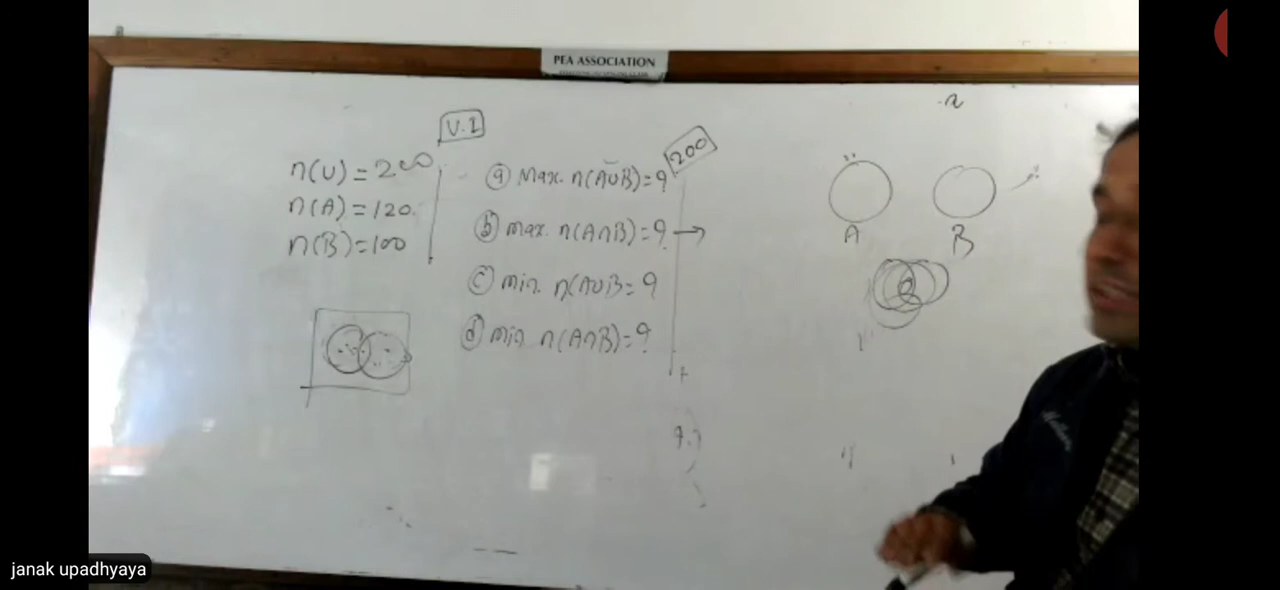 PEA ASSOCIATION
V.I
n(U) = 200
n(A) = 120
n(B) = 100
ⓐ Max. n(A∪B) = ?
200
ⓑ max. n(A∩B) = ? →
ⓒ min. n(A∪B = ?
ⓓ min n(A∩B) = ?
A
B
janak upadhyaya